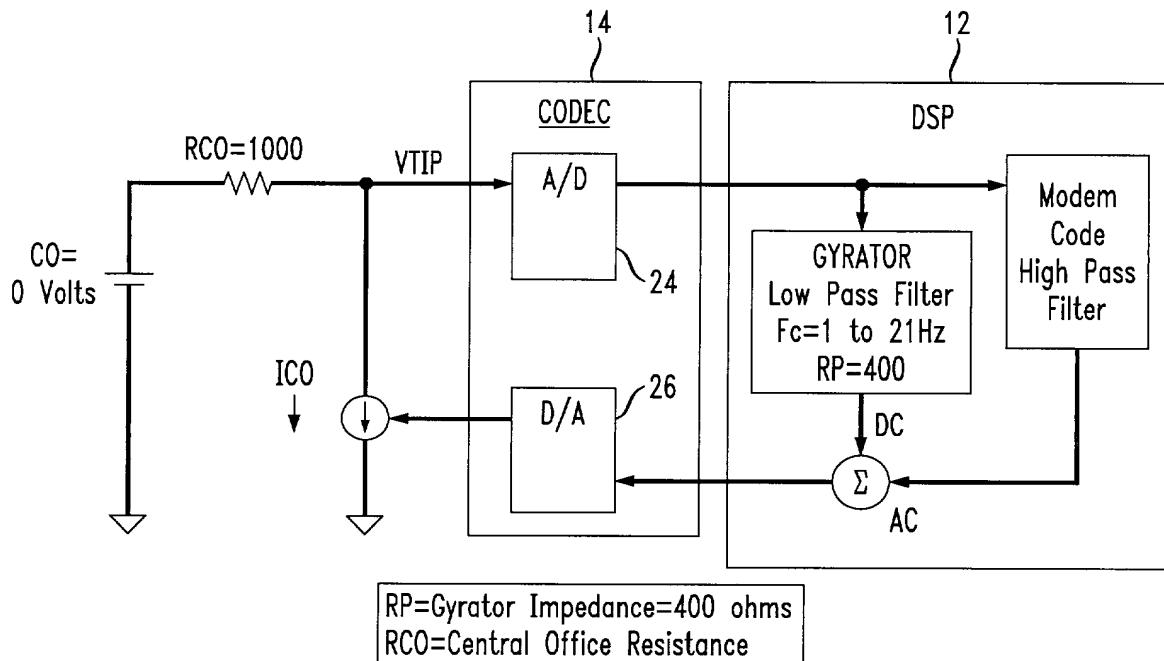 14
12
CODEC
DSP
RCO=1000
VTIP
A/D
Modem
Code
High Pass
Filter
CO=
0 Volts
24
GYRATOR
Low Pass Filter
Fc=1 to 21Hz
RP=400
ICO
26
D/A
DC
Σ
AC
RP=Gyrator Impedance=400 ohms
RCO=Central Office Resistance